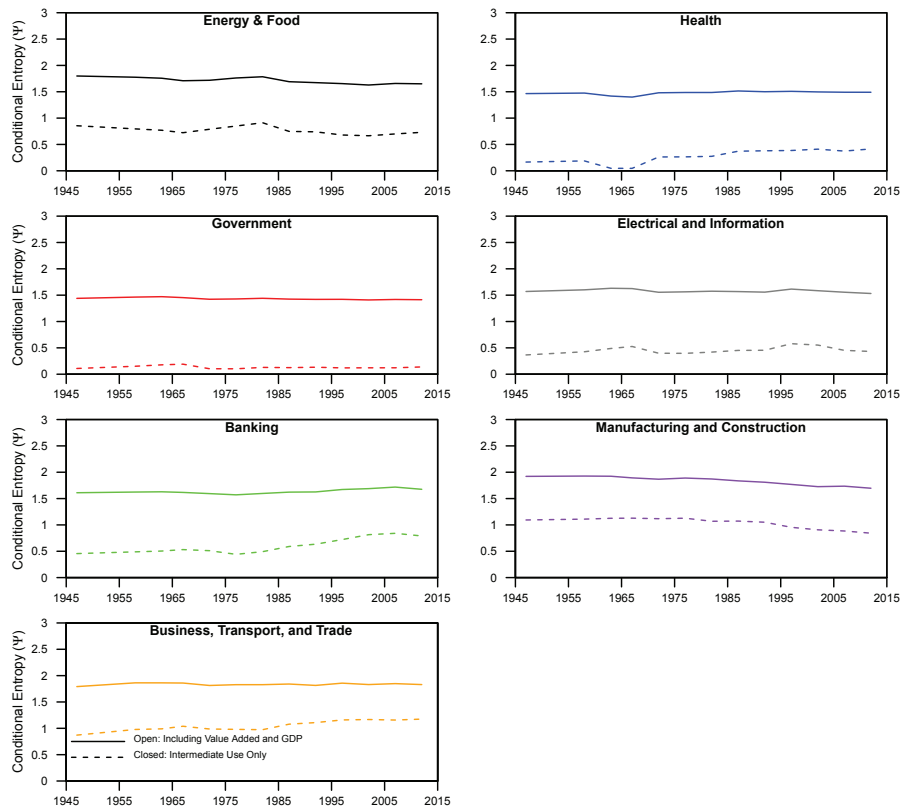 Energy & Food
Conditional Entropy (Ψ)
3
2.5
2
1.5
1
0.5
0
1945 1955 1965 1975 1985 1995 2005 2015
Health
3
2.5
2
1.5
1
0.5
0
1945 1955 1965 1975 1985 1995 2005 2015
Government
Conditional Entropy (Ψ)
3
2.5
2
1.5
1
0.5
0
1945 1955 1965 1975 1985 1995 2005 2015
Electrical and Information
3
2.5
2
1.5
1
0.5
0
1945 1955 1965 1975 1985 1995 2005 2015
Banking
Conditional Entropy (Ψ)
3
2.5
2
1.5
1
0.5
0
1945 1955 1965 1975 1985 1995 2005 2015
Manufacturing and Construction
3
2.5
2
1.5
1
0.5
0
1945 1955 1965 1975 1985 1995 2005 2015
Business, Transport, and Trade
Conditional Entropy (Ψ)
3
2.5
2
1.5
1
0.5
0
Open: Including Value Added and GDP
Closed: Intermediate Use Only
1945 1955 1965 1975 1985 1995 2005 2015